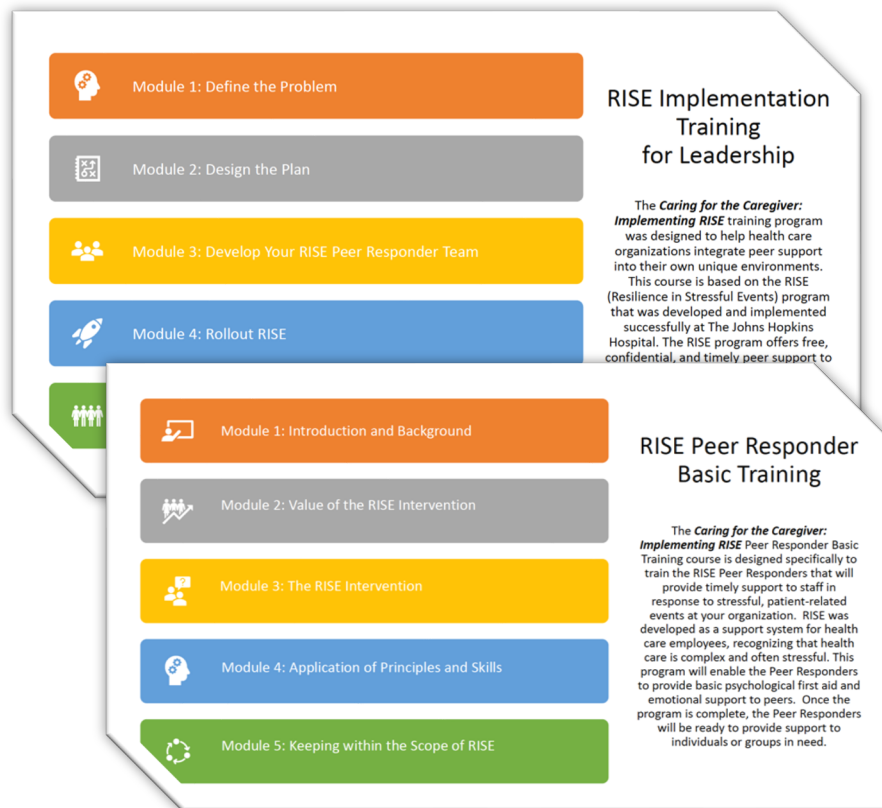 Module 1: Define the Problem
Module 2: Design the Plan
Module 3: Develop Your RISE Peer Responder Team
Module 4: Rollout RISE
RISE Implementation
Training
for Leadership
The Caring for the Caregiver:
Implementing RISE training program
was designed to help health care
organizations integrate peer support
into their own unique environments.
This course is based on the RISE
(Resilience in Stressful Events) program
that was developed and implemented
successfully at The Johns Hopkins
Hospital. The RISE program offers free,
confidential, and timely peer support to
Module 1: Introduction and Background
Module 2: Value of the RISE Intervention
Module 3: The RISE Intervention
Module 4: Application of Principles and Skills
Module 5: Keeping within the Scope of RISE
RISE Peer Responder
Basic Training
The Caring for the Caregiver:
Implementing RISE Peer Responder Basic
Training course is designed specifically to
train the RISE Peer Responders that will
provide timely support to staff in
response to stressful, patient-related
events at your organization. RISE was
developed as a support system for health
care employees, recognizing that health
care is complex and often stressful. This
program will enable the Peer Responders
to provide basic psychological first aid and
emotional support to peers. Once the
program is complete, the Peer Responders
will be ready to provide support to
individuals or groups in need.